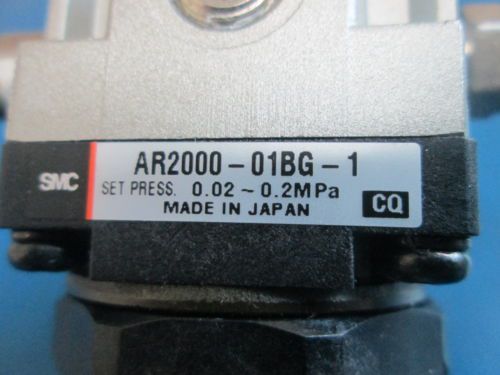 SMC
AR2000-01BG-1
SET PRESS. 0.02~0.2MPa
MADE IN JAPAN
CQ